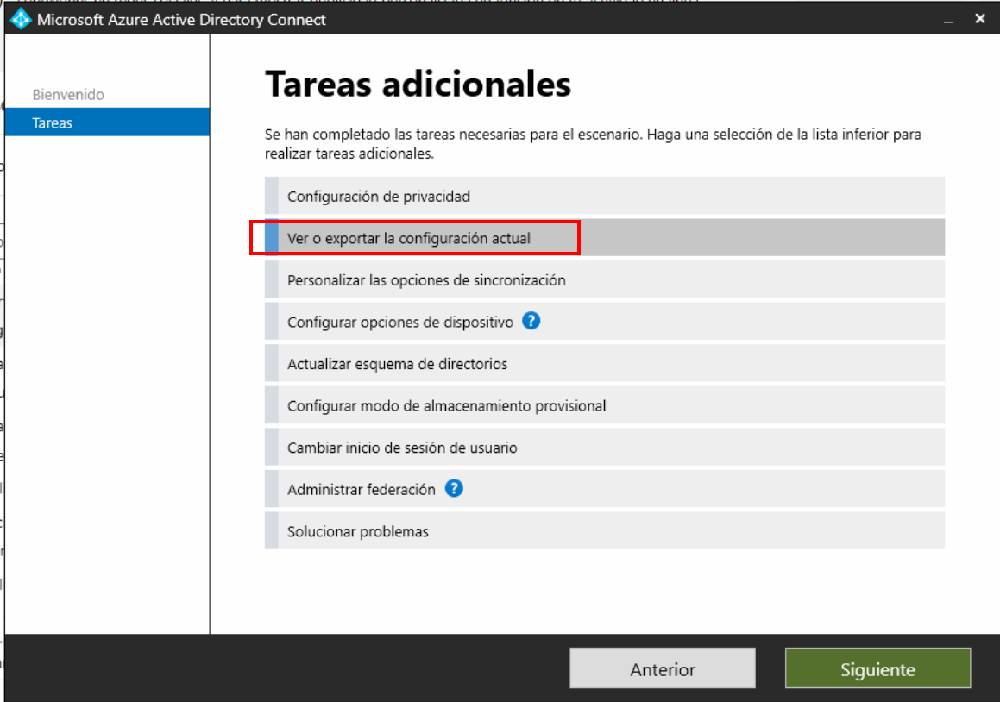 Microsoft Azure Active Directory Connect
Bienvenido
Tareas
Tareas adicionales
Se han completado las tareas necesarias para el escenario. Haga una selección de la lista inferior para
realizar tareas adicionales.
Configuración de privacidad
Ver o exportar la configuración actual
Personalizar las opciones de sincronización
Configurar opciones de dispositivo ?
Actualizar esquema de directorios
Configurar modo de almacenamiento provisional
Cambiar inicio de sesión de usuario
Administrar federación ?
Solucionar problemas
Anterior
Siguiente